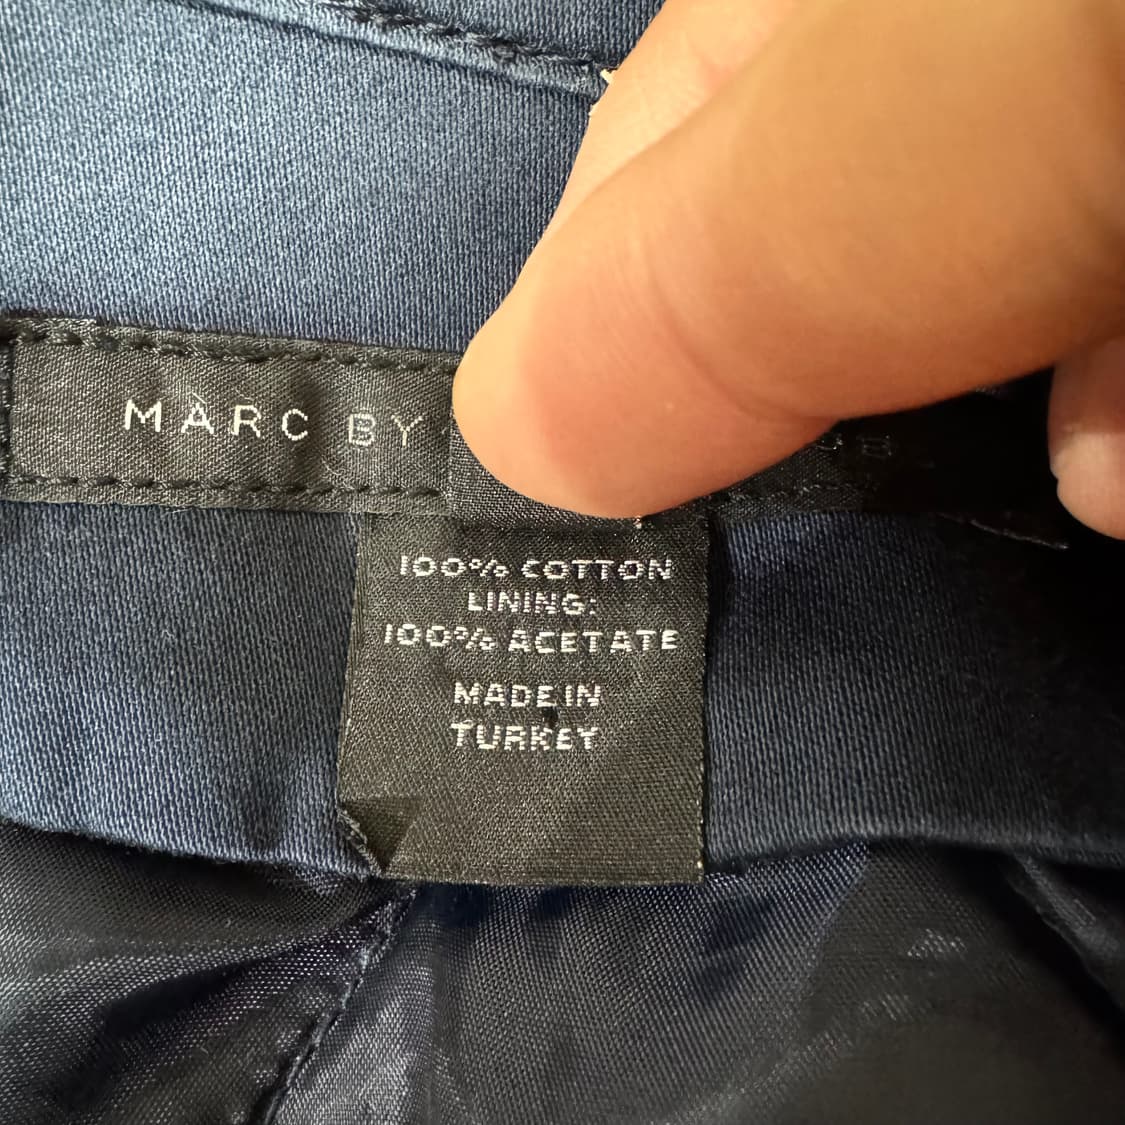 MARC BY
100% COTTON
LINING:
100% ACETATE
MADE IN
TURKEY